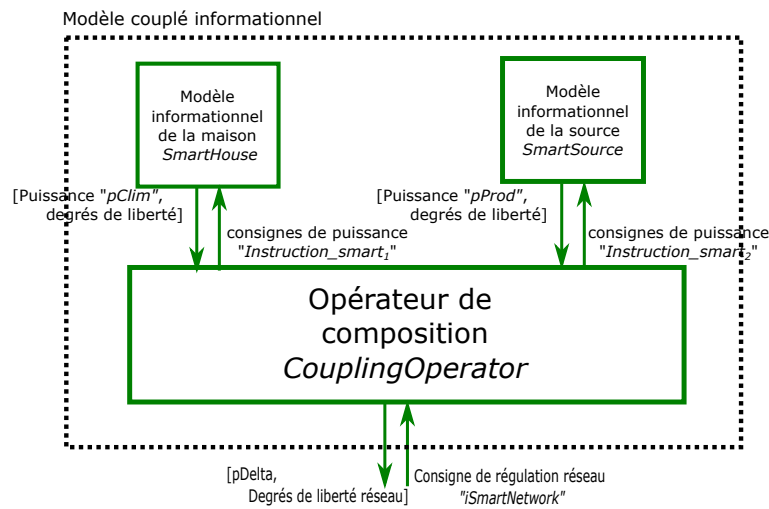 Modèle couplé informationnel
Modèle
informationnel
de la maison
SmartHouse
Modèle
informationnel
de la source
SmartSource
[Puissance "pClim",
degrés de liberté]
consignes de puissance
"Instruction_smart₁"
[Puissance "pProd",
degrés de liberté]
consignes de puissance
"Instruction_smart₂"
Opérateur de
composition
CouplingOperator
[pDelta,
Degrés de liberté réseau]
Consigne de régulation réseau
"iSmartNetwork"